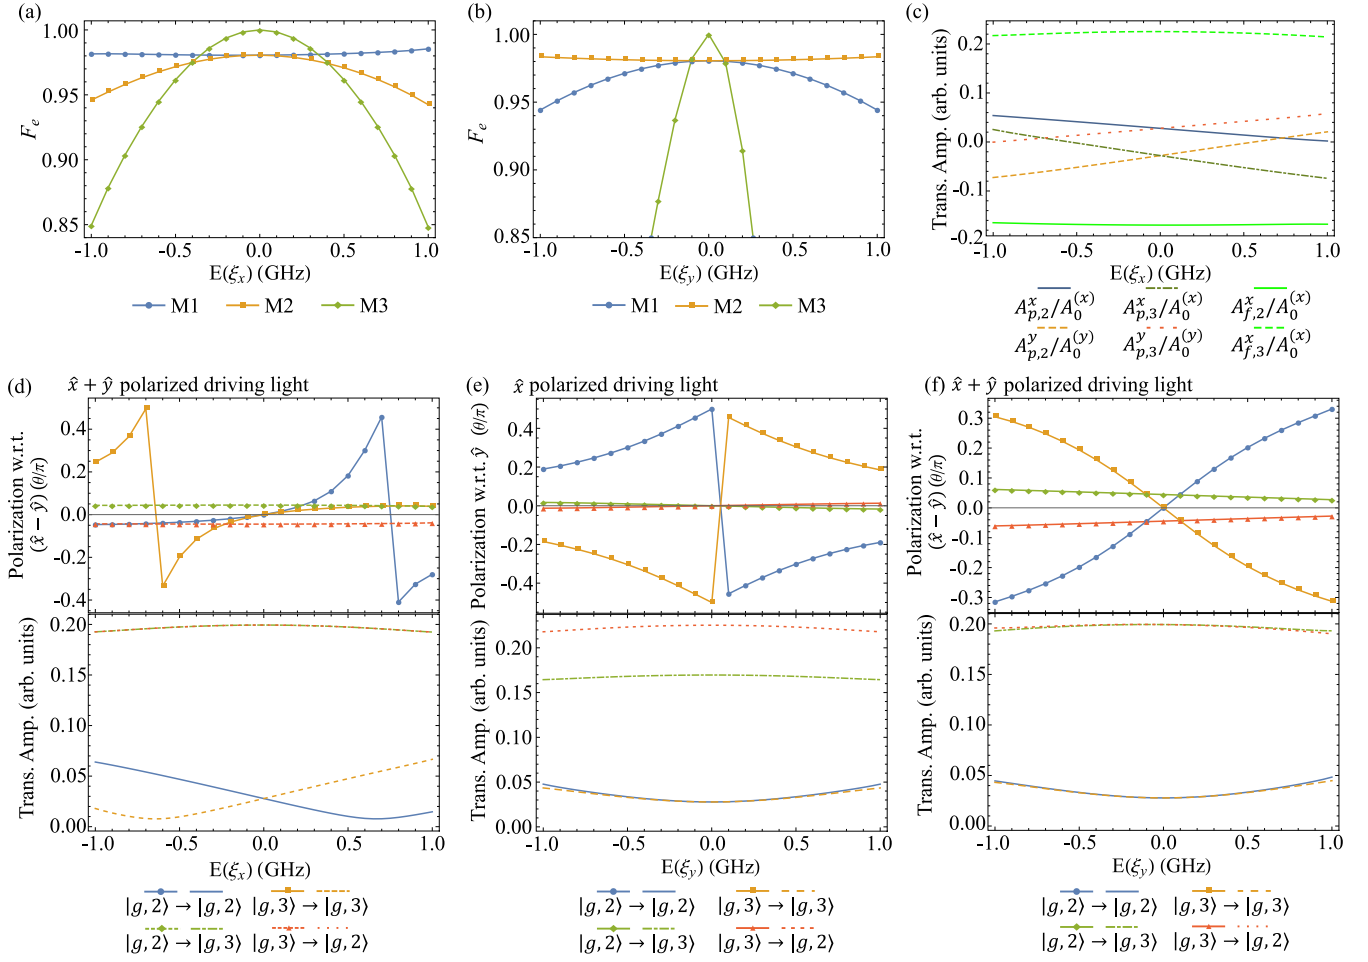 (a)
1.00
0.95
0.90
0.85
F_e
-1.0 -0.5 0.0 0.5 1.0
E(ξ_x) (GHz)
M1 M2 M3
(b)
1.00
0.95
0.90
0.85
F_e
-1.0 -0.5 0.0 0.5 1.0
E(ξ_y) (GHz)
M1 M2 M3
(c)
0.2
0.1
0.0
-0.1
-0.2
Trans. Amp. (arb. units)
-1.0 -0.5 0.0 0.5 1.0
E(ξ_x) (GHz)
A^x_{p,2}/A_0^{(x)} A^x_{p,3}/A_0^{(x)} A^x_{f,2}/A_0^{(x)}
A^y_{p,2}/A_0^{(y)} A^y_{p,3}/A_0^{(y)} A^x_{f,3}/A_0^{(x)}
(d) x̂ + ŷ polarized driving light
0.4
0.2
0.0
-0.2
-0.4
Polarization w.r.t.
(x̂ − ŷ) (θ/π)
0.20
0.15
0.10
0.05
0.00
Trans. Amp. (arb. units)
-1.0 -0.5 0.0 0.5 1.0
E(ξ_x) (GHz)
|g, 2⟩ → |g, 2⟩ |g, 3⟩ → |g, 3⟩
|g, 2⟩ → |g, 3⟩ |g, 3⟩ → |g, 2⟩
(e) x̂ polarized driving light
0.4
0.2
0.0
-0.2
-0.4
Polarization w.r.t. ŷ (θ/π)
0.20
0.15
0.10
0.05
0.00
Trans. Amp. (arb. units)
-1.0 -0.5 0.0 0.5 1.0
E(ξ_y) (GHz)
|g, 2⟩ → |g, 2⟩ |g, 3⟩ → |g, 3⟩
|g, 2⟩ → |g, 3⟩ |g, 3⟩ → |g, 2⟩
(f) x̂ + ŷ polarized driving light
0.3
0.2
0.1
0.0
-0.1
-0.2
-0.3
Polarization w.r.t.
(x̂ − ŷ) (θ/π)
0.20
0.15
0.10
0.05
0.00
Trans. Amp. (arb. units)
-1.0 -0.5 0.0 0.5 1.0
E(ξ_y) (GHz)
|g, 2⟩ → |g, 2⟩ |g, 3⟩ → |g, 3⟩
|g, 2⟩ → |g, 3⟩ |g, 3⟩ → |g, 2⟩